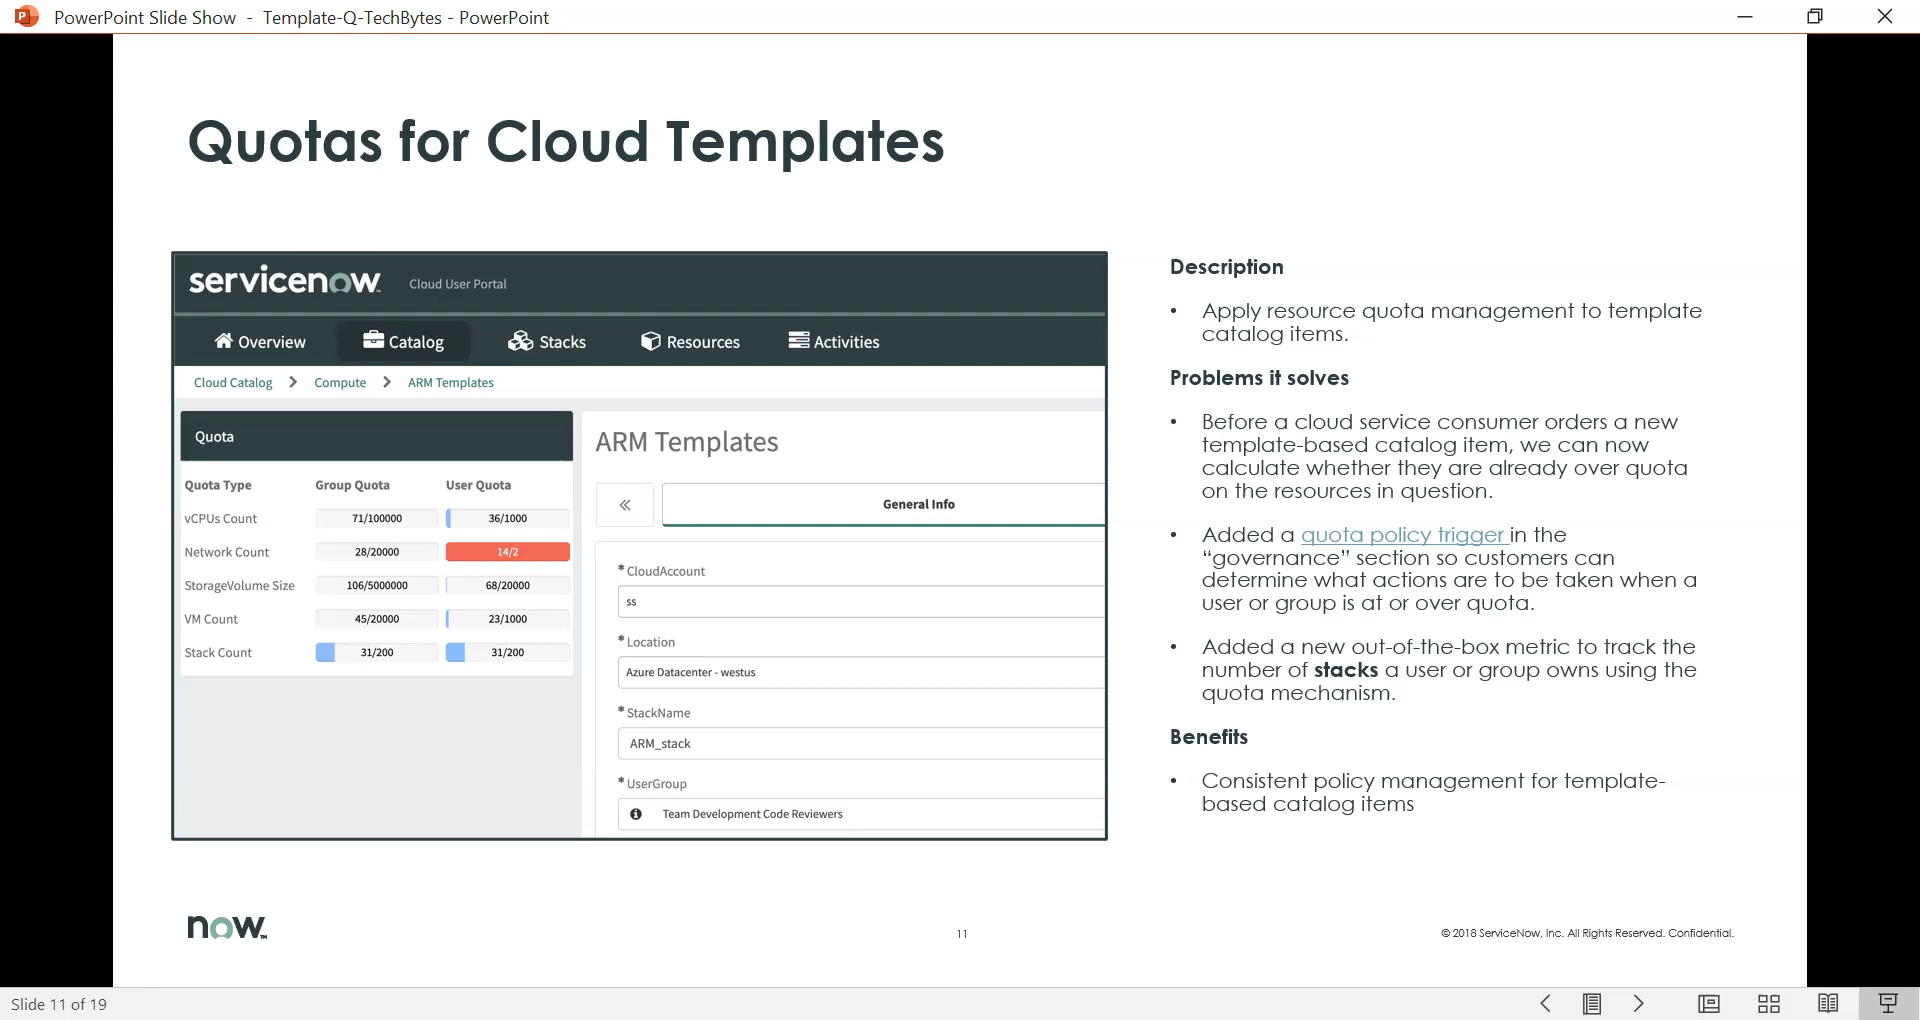 PowerPoint Slide Show - Template-Q-TechBytes - PowerPoint
Quotas for Cloud Templates
servicenow™ Cloud User Portal
Overview Catalog Stacks Resources Activities
Cloud Catalog > Compute > ARM Templates
Quota
Quota Type Group Quota User Quota
vCPUs Count 71/100000 36/1000
Network Count 28/20000 14/2
StorageVolume Size 106/5000000 68/20000
VM Count 45/20000 23/1000
Stack Count 31/200 31/200
ARM Templates
« General Info
* CloudAccount
ss
* Location
Azure Datacenter - westus
* StackName
ARM_stack
* UserGroup
Team Development Code Reviewers
Description
• Apply resource quota management to template
catalog items.
Problems it solves
• Before a cloud service consumer orders a new
template-based catalog item, we can now
calculate whether they are already over quota
on the resources in question.
• Added a quota policy trigger in the
“governance” section so customers can
determine what actions are to be taken when a
user or group is at or over quota.
• Added a new out-of-the-box metric to track the
number of stacks a user or group owns using the
quota mechanism.
Benefits
• Consistent policy management for template-
based catalog items
now™
11
© 2018 ServiceNow, Inc. All Rights Reserved. Confidential.
Slide 11 of 19